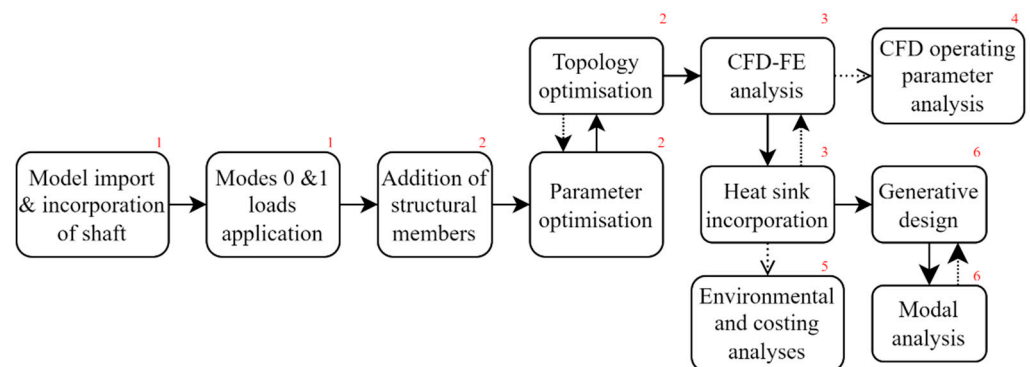 1
Model import
& incorporation
of shaft
1
Modes 0 &1
loads
application
2
Addition of
structural
members
2
Topology
optimisation
2
Parameter
optimisation
3
CFD-FE
analysis
3
Heat sink
incorporation
4
CFD operating
parameter
analysis
5
Environmental
and costing
analyses
6
Generative
design
6
Modal
analysis